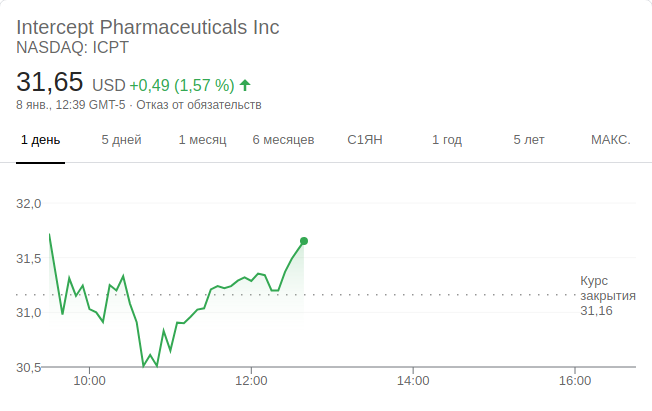 Intercept Pharmaceuticals Inc
NASDAQ: ICPT
31,65 USD +0,49 (1,57 %)
8 янв., 12:39 GMT-5 · Отказ от обязательств
1 день 5 дней 1 месяц 6 месяцев С1ЯН 1 год 5 лет МАКС.
32,0
31,5
Курс
закрытия
31,16
31,0
30,5
10:00 12:00 14:00 16:00